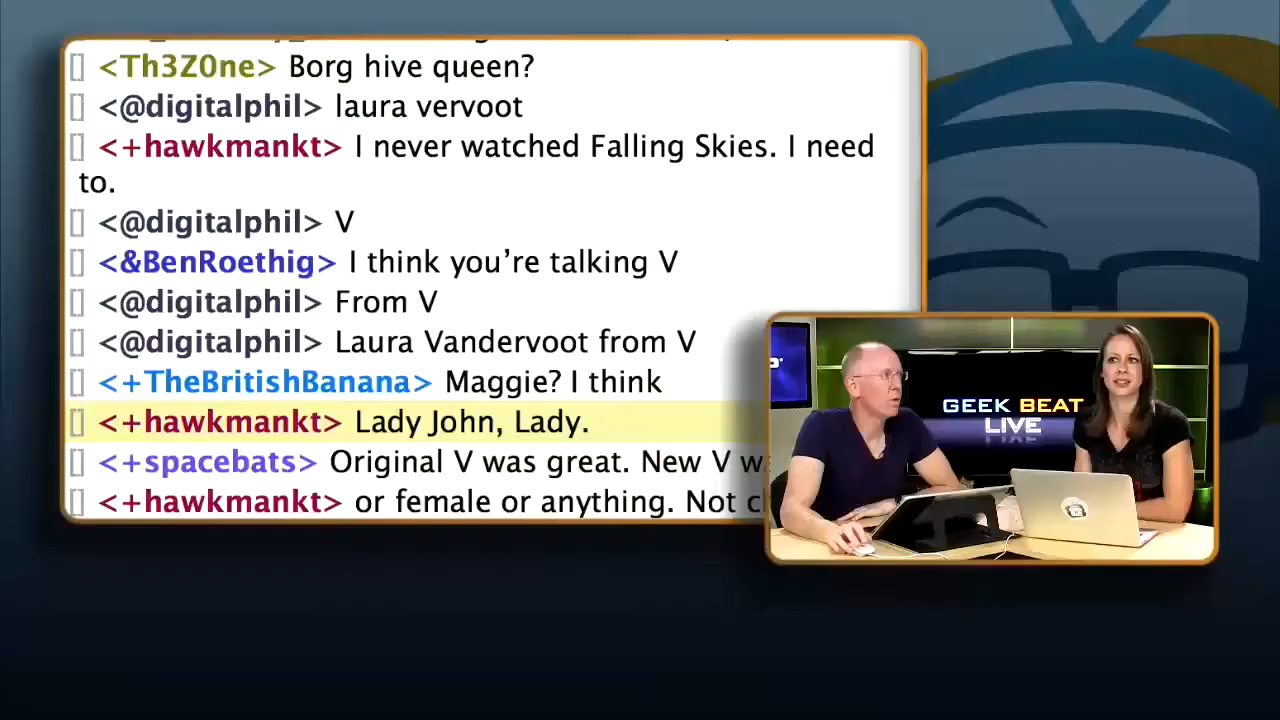 [] <Th3Z0ne> Borg hive queen?
[] <@digitalphil> laura vervoot
[] <+hawkmankt> I never watched Falling Skies. I need
to.
[] <@digitalphil> V
[] <&BenRoethig> I think you’re talking V
[] <@digitalphil> From V
[] <@digitalphil> Laura Vandervoot from V
[] <+TheBritishBanana> Maggie? I think
[] <+hawkmankt> Lady John, Lady.
[] <+spacebats> Original V was great. New V
[] <+hawkmankt> or female or anything. Not
GEEK BEAT
LIVE